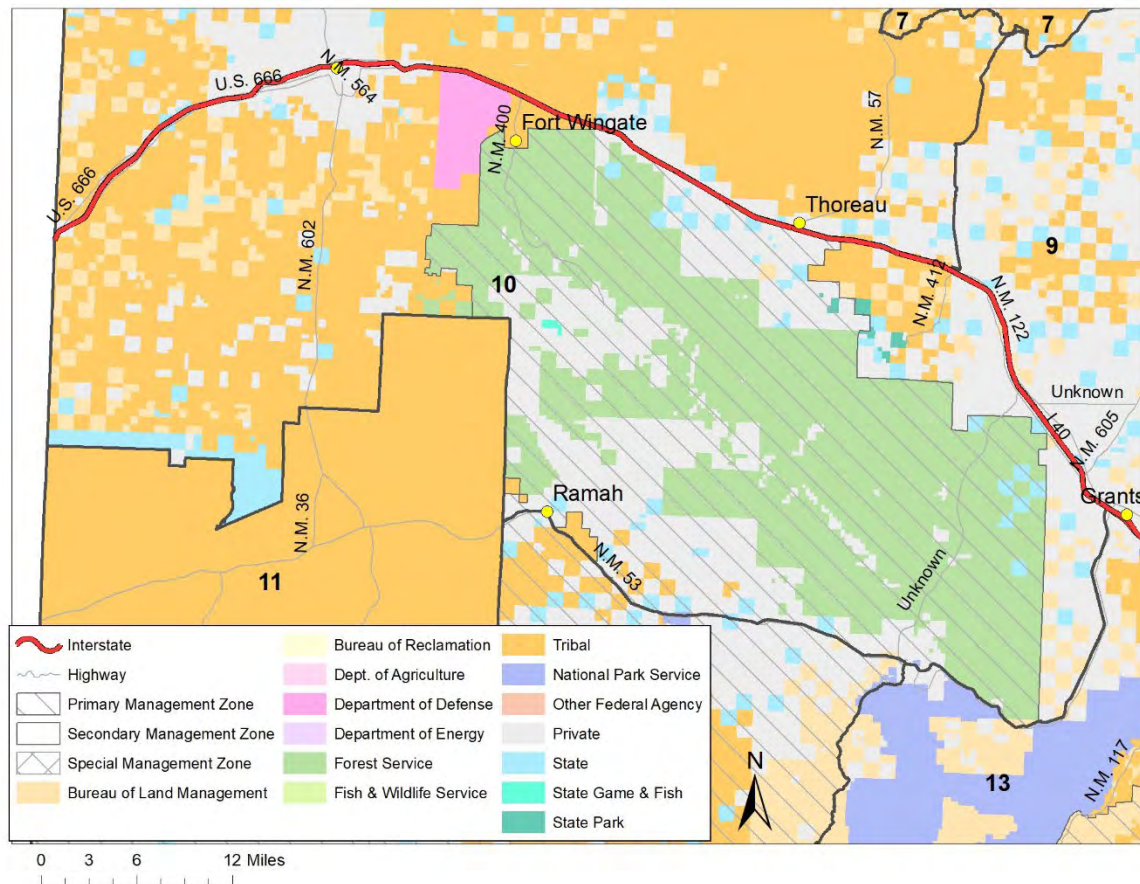 7
7
U.S. 666
N.M. 564
N.M. 400
Fort Wingate
N.M. 57
U.S. 666
Thoreau
9
N.M. 602
10
N.M. 412
N.M. 122
Unknown
I-40
N.M. 605
Ramah
Grants
N.M. 36
N.M. 53
Unknown
11
13
N.M. 117
N
Interstate
Highway
Primary Management Zone
Secondary Management Zone
Special Management Zone
Bureau of Land Management
Bureau of Reclamation
Dept. of Agriculture
Department of Defense
Department of Energy
Forest Service
Fish & Wildlife Service
Tribal
National Park Service
Other Federal Agency
Private
State
State Game & Fish
State Park
0 3 6 12 Miles